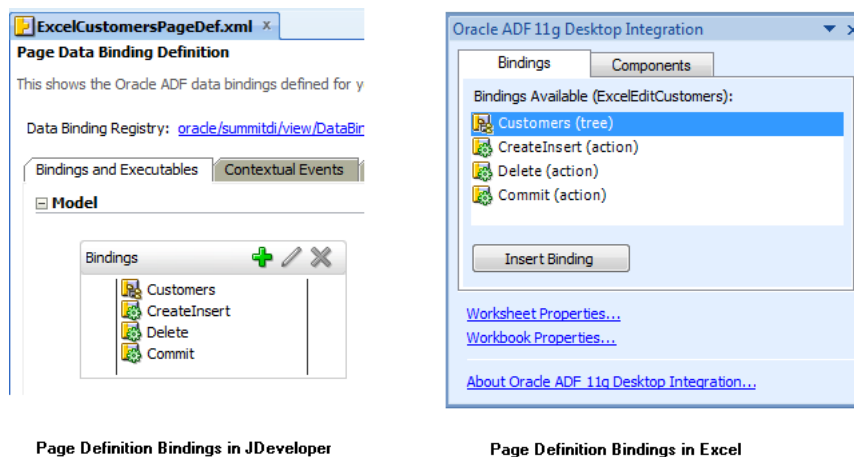 ExcelCustomersPageDef.xml x
Page Data Binding Definition
This shows the Oracle ADF data bindings defined for y
Data Binding Registry: oracle/summitdi/view/DataBin
Bindings and Executables Contextual Events
Model
Bindings
Customers
CreateInsert
Delete
Commit
Page Definition Bindings in JDeveloper
Oracle ADF 11g Desktop Integration
Bindings Components
Bindings Available (ExcelEditCustomers):
Customers (tree)
CreateInsert (action)
Delete (action)
Commit (action)
Insert Binding
Worksheet Properties...
Workbook Properties...
About Oracle ADF 11g Desktop Integration...
Page Definition Bindings in Excel